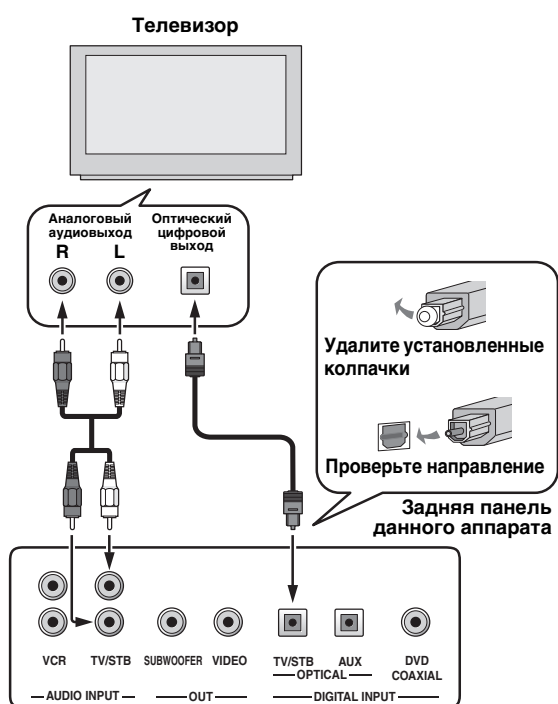 Телевизор
Аналоговый
аудиовыход
R L
Оптический
цифровой
выход
Удалите установленные
колпачки
Проверьте направление
Задняя панель
данного аппарата
VCR TV/STB SUBWOOFER VIDEO TV/STB AUX DVD
OPTICAL COAXIAL
AUDIO INPUT OUT DIGITAL INPUT